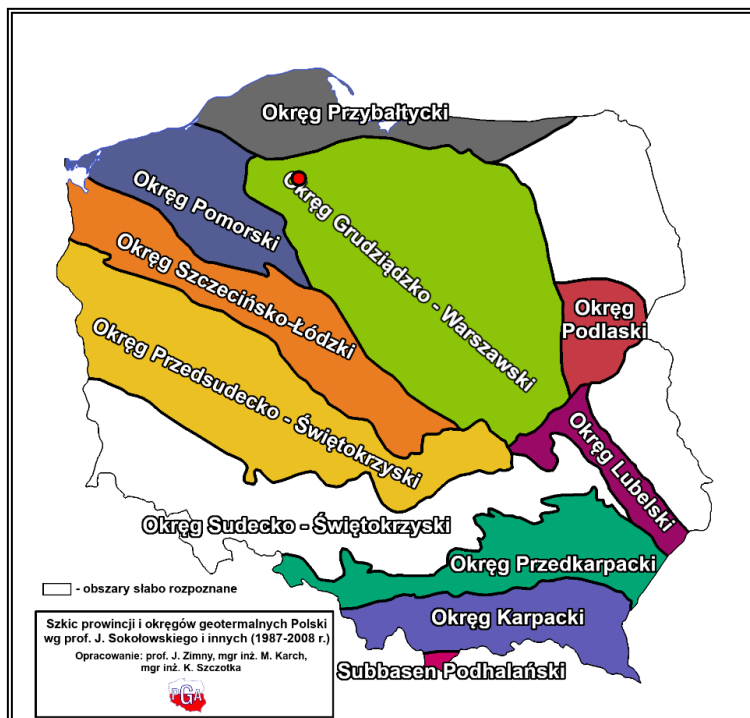 Okręg Przybałtycki
Okręg Pomorski
Okręg Grudziądzko - Warszawski
Okręg Szczecińsko-Łódzki
Okręg
Podlaski
Okręg Przedsudecko - Świętokrzyski
Okręg Lubelski
Okręg Sudecko - Świętokrzyski
Okręg Przedkarpacki
- obszary słabo rozpoznane
Okręg Karpacki
Szkic prowincji i okręgów geotermalnych Polski
wg prof. J. Sokołowskiego i innych (1987-2008 r.)
Opracowanie: prof. J. Zimny, mgr inż. M. Karch,
mgr inż. K. Szczotka
Subbasen Podhalański
PGA